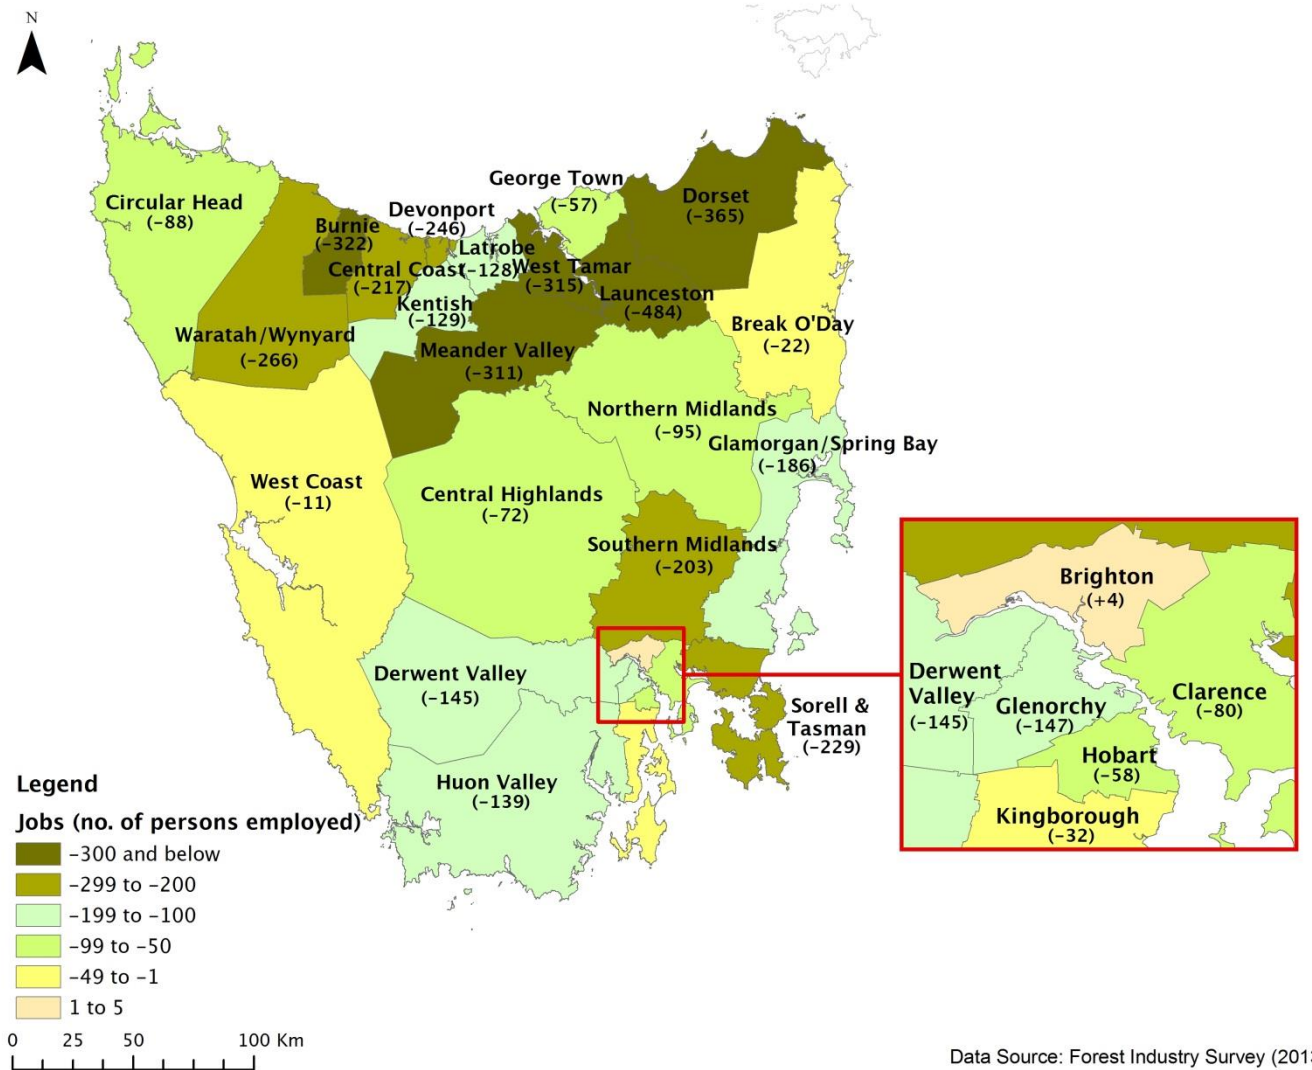 N
George Town
(-57)
Dorset
(-365)
Circular Head
(-88)
Devonport
(-246)
Burnie
(-322)
Latrobe
(-128)
West Tamar
(-315)
Central Coast
(-217)
Launceston
(-484)
Kentish
(-129)
Break O'Day
(-22)
Waratah/Wynyard
(-266)
Meander Valley
(-311)
Northern Midlands
(-95)
Glamorgan/Spring Bay
(-186)
West Coast
(-11)
Central Highlands
(-72)
Southern Midlands
(-203)
Derwent Valley
(-145)
Sorell &
Tasman
(-229)
Huon Valley
(-139)
Brighton
(+4)
Derwent
Valley
(-145)
Glenorchy
(-147)
Clarence
(-80)
Hobart
(-58)
Kingborough
(-32)
Legend
Jobs (no. of persons employed)
-300 and below
-299 to -200
-199 to -100
-99 to -50
-49 to -1
1 to 5
0 25 50 100 Km
Data Source: Forest Industry Survey (2013